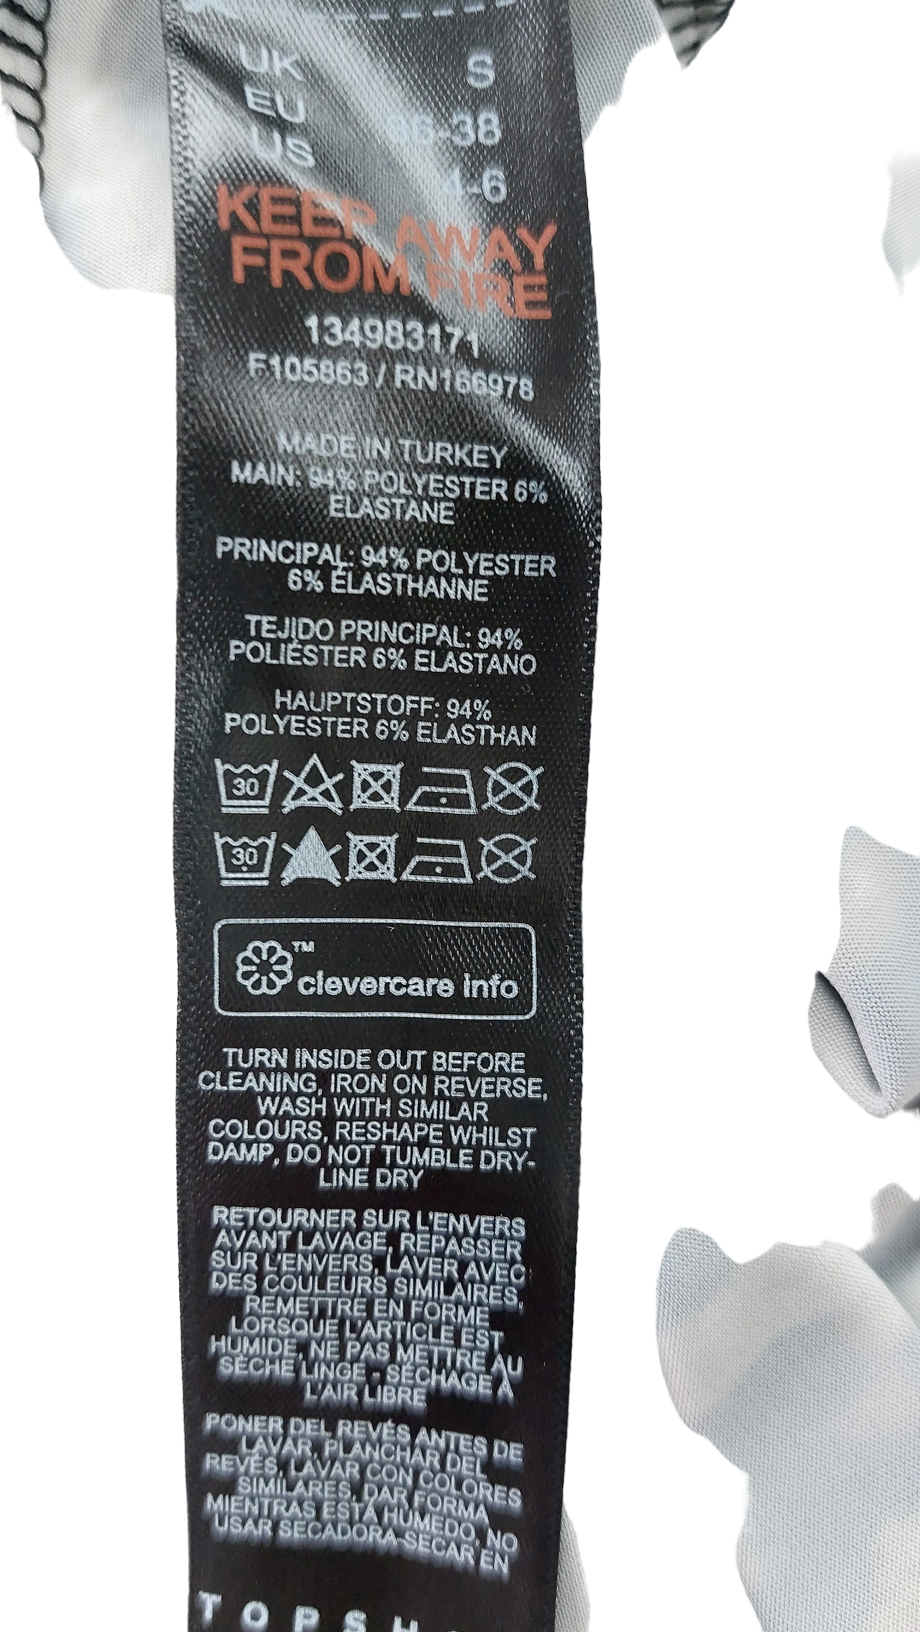 UK S
EU 36-38
US 4-6
KEEP AWAY
FROM FIRE
134983171
F105863 / RN166978
MADE IN TURKEY
MAIN: 94% POLYESTER 6%
ELASTANE
PRINCIPAL: 94% POLYESTER
6% ÉLASTHANNE
TEJIDO PRINCIPAL: 94%
POLIÉSTER 6% ELASTANO
HAUPTSTOFF: 94%
POLYESTER 6% ELASTHAN
30
30
™
clevercare info
TURN INSIDE OUT BEFORE
CLEANING, IRON ON REVERSE,
WASH WITH SIMILAR
COLOURS, RESHAPE WHILST
DAMP, DO NOT TUMBLE DRY-
LINE DRY
RETOURNER SUR L'ENVERS
AVANT LAVAGE, REPASSER
SUR L'ENVERS, LAVER AVEC
DES COULEURS SIMILAIRES,
REMETTRE EN FORME
LORSQUE L'ARTICLE EST
HUMIDE, NE PAS METTRE AU
SÈCHE LINGE - SÉCHAGE À
L'AIR LIBRE
PONER DEL REVÉS ANTES DE
LAVAR, PLANCHAR DEL
REVÉS, LAVAR CON COLORES
SIMILARES, DAR FORMA
MIENTRAS ESTÁ HÚMEDO, NO
USAR SECADORA-SECAR EN
TOPSH